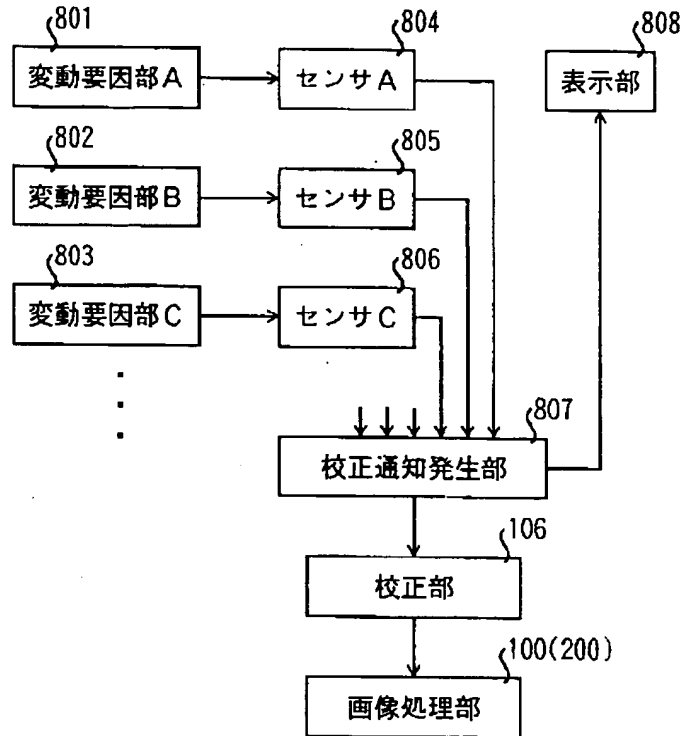 801
変動要因部A
804
センサA
808
表示部
802
変動要因部B
805
センサB
803
変動要因部C
806
センサC
807
校正通知発生部
106
校正部
100(200)
画像処理部